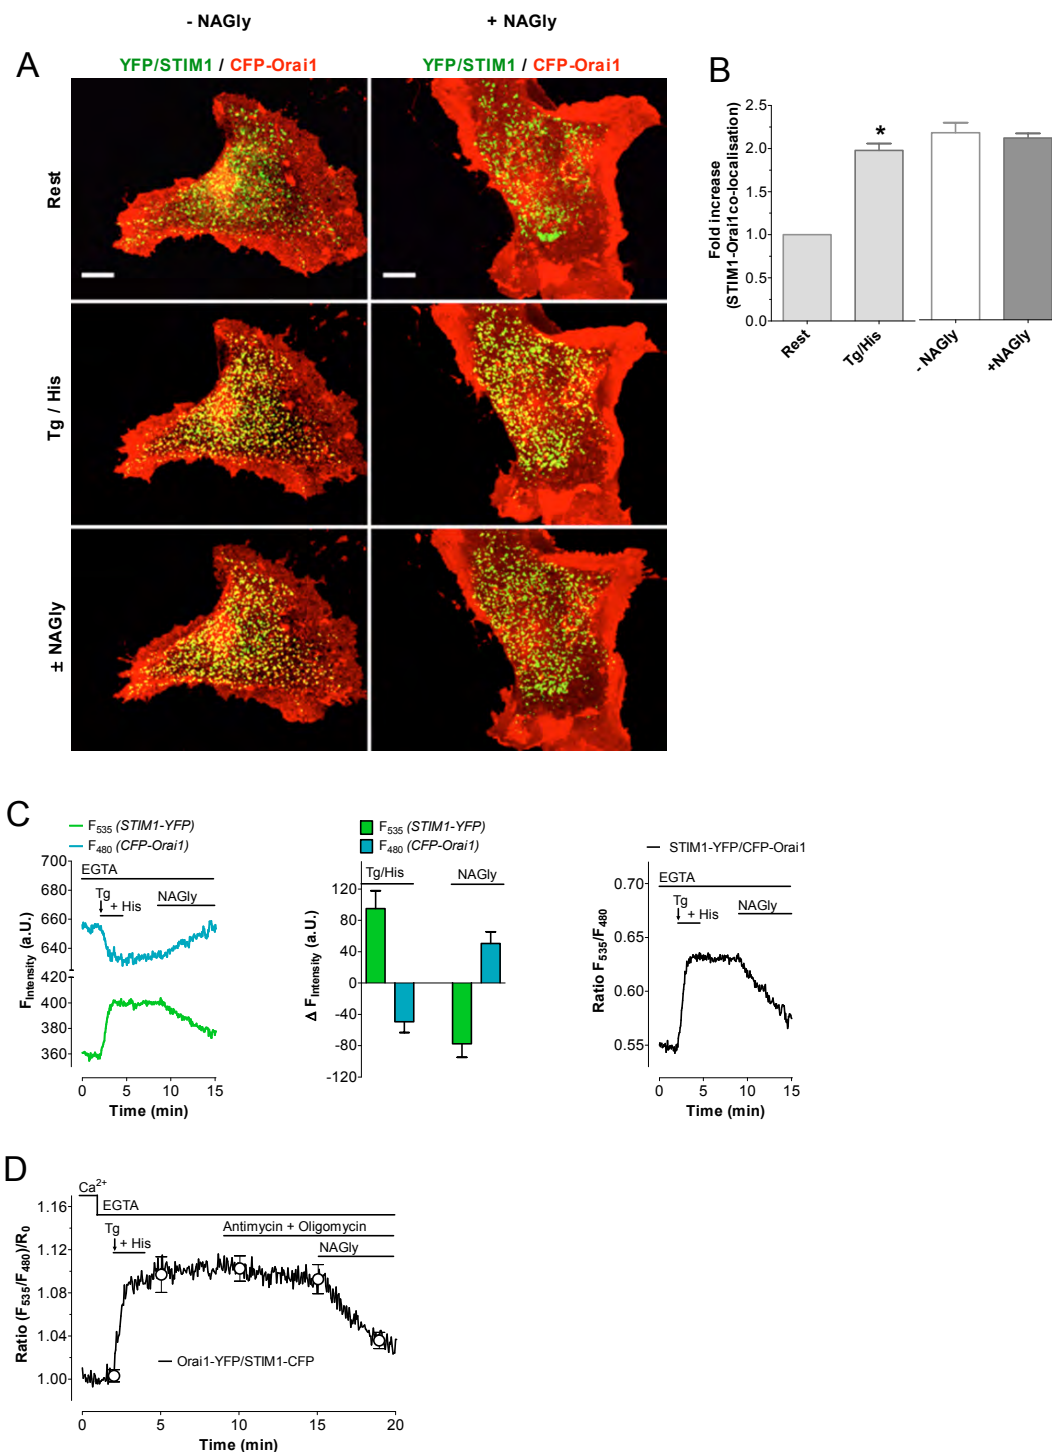 - NAGly
+ NAGly
A
YFP/STIM1 / CFP-Orai1
YFP/STIM1 / CFP-Orai1
Rest
Tg / His
± NAGly
B
Fold increase
(STIM1-Orai1co-localisation)
2.5
2.0
1.5
1.0
0.5
0.0
*
Rest
Tg/His
- NAGly
+NAGly
C
F535 (STIM1-YFP)
F480 (CFP-Orai1)
700
680
660
640
420
400
380
360
FIntensity (a.U.)
EGTA
Tg
+ His
NAGly
0
5
10
15
Time (min)
F535 (STIM1-YFP)
F480 (CFP-Orai1)
Tg/His
NAGly
120
80
40
0
-40
-80
-120
Δ FIntensity (a.U.)
STIM1-YFP/CFP-Orai1
EGTA
Tg
+ His
NAGly
0.70
0.65
0.60
0.55
Ratio F535/F480
0
5
10
15
Time (min)
D
Ca2+
EGTA
Tg
+ His
Antimycin + Oligomycin
NAGly
1.16
1.12
1.08
1.04
1.00
Ratio (F535/F480)/R0
Orai1-YFP/STIM1-CFP
0
5
10
15
20
Time (min)